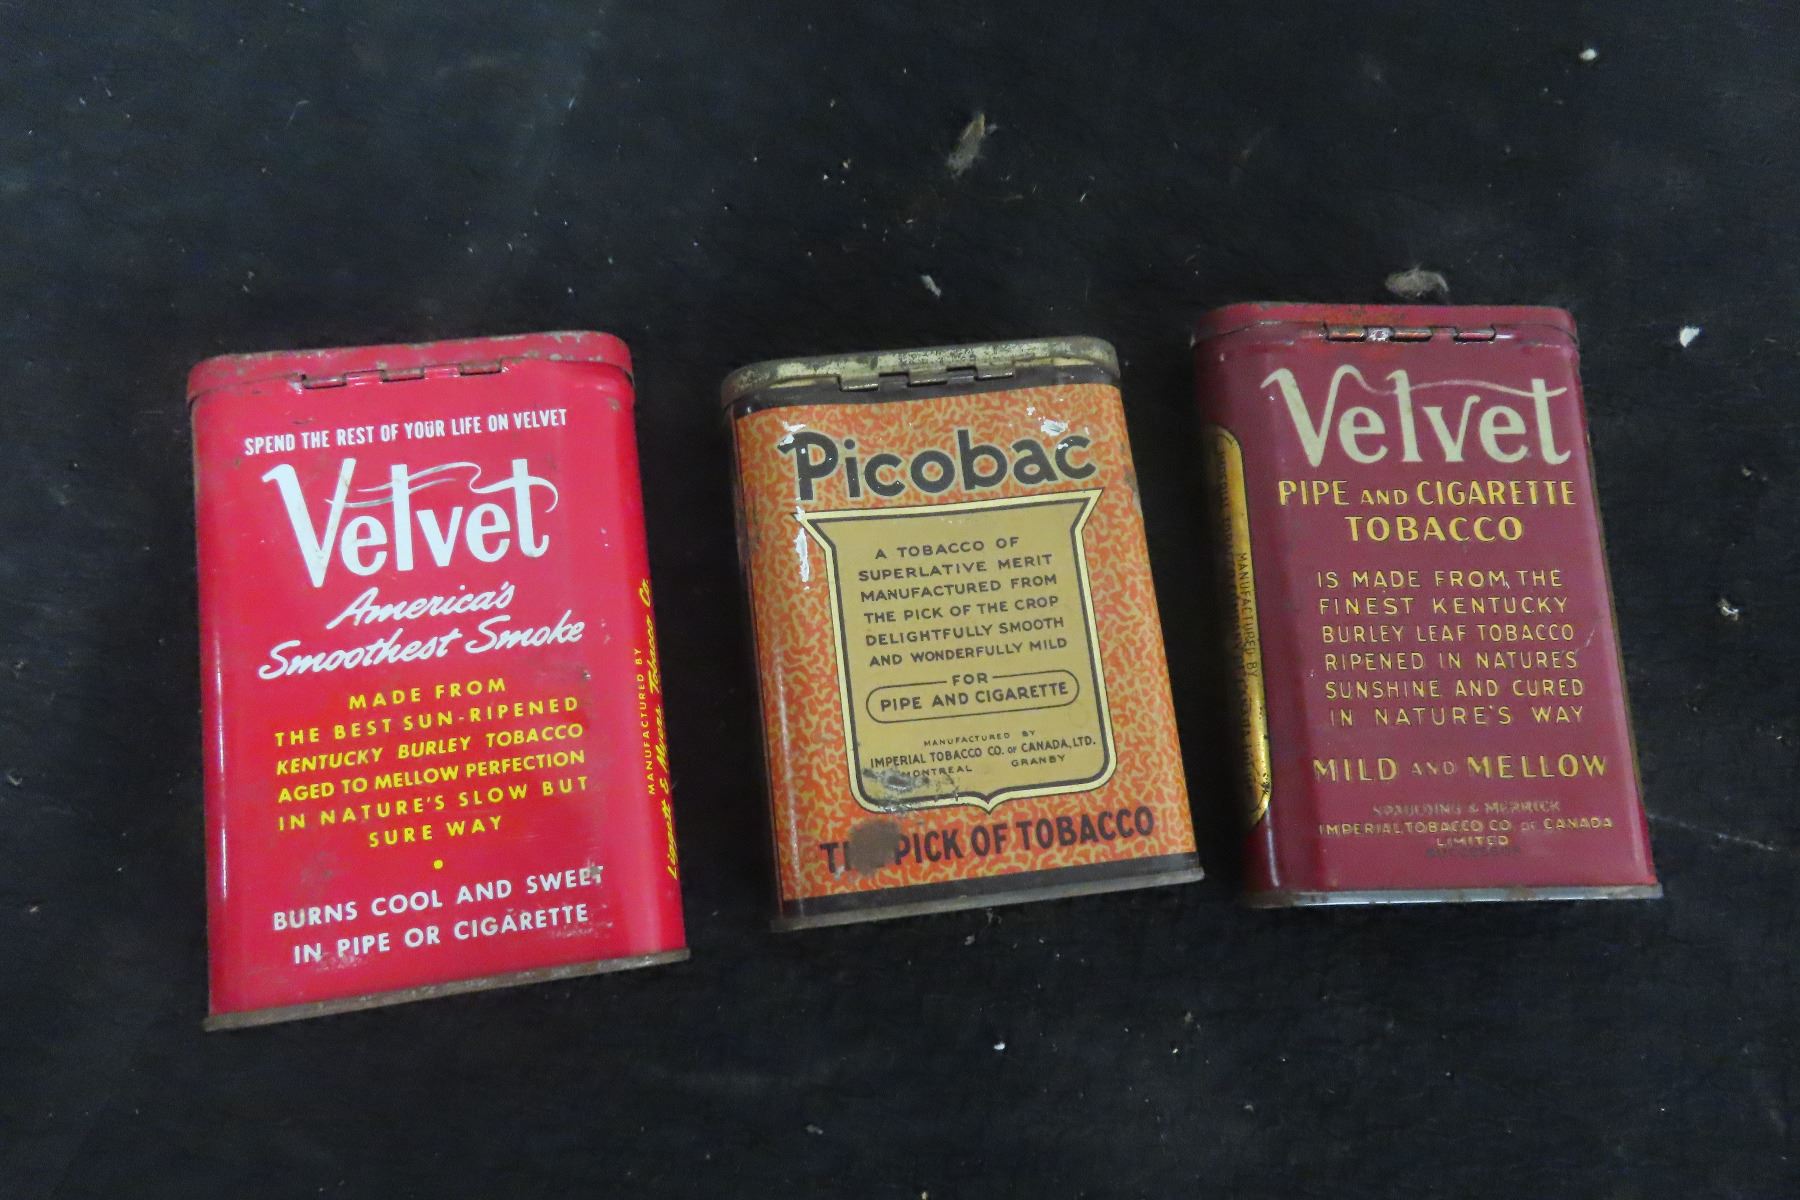 SPEND THE REST OF YOUR LIFE ON VELVET
Velvet
America's
Smoothest Smoke
MADE FROM
THE BEST SUN-RIPENED
KENTUCKY BURLEY TOBACCO
AGED TO MELLOW PERFECTION
IN NATURE'S SLOW BUT
SURE WAY
BURNS COOL AND SWEET
IN PIPE OR CIGARETTE
MANUFACTURED BY
Liggett & Myers Tobacco Co.
Picobac
A TOBACCO OF
SUPERLATIVE MERIT
MANUFACTURED FROM
THE PICK OF THE CROP
DELIGHTFULLY SMOOTH
AND WONDERFULLY MILD
FOR
PIPE AND CIGARETTE
MANUFACTURED BY
IMPERIAL TOBACCO CO. OF CANADA, LTD.
MONTREAL GRANBY
PICK OF TOBACCO
Velvet
PIPE AND CIGARETTE
TOBACCO
IS MADE FROM THE
FINEST KENTUCKY
BURLEY LEAF TOBACCO
RIPENED IN NATURE'S
SUNSHINE AND CURED
IN NATURE'S WAY
MILD AND MELLOW
SPAULDING & MERRICK
IMPERIAL TOBACCO CO. OF CANADA
LIMITED
MANUFACTURED BY